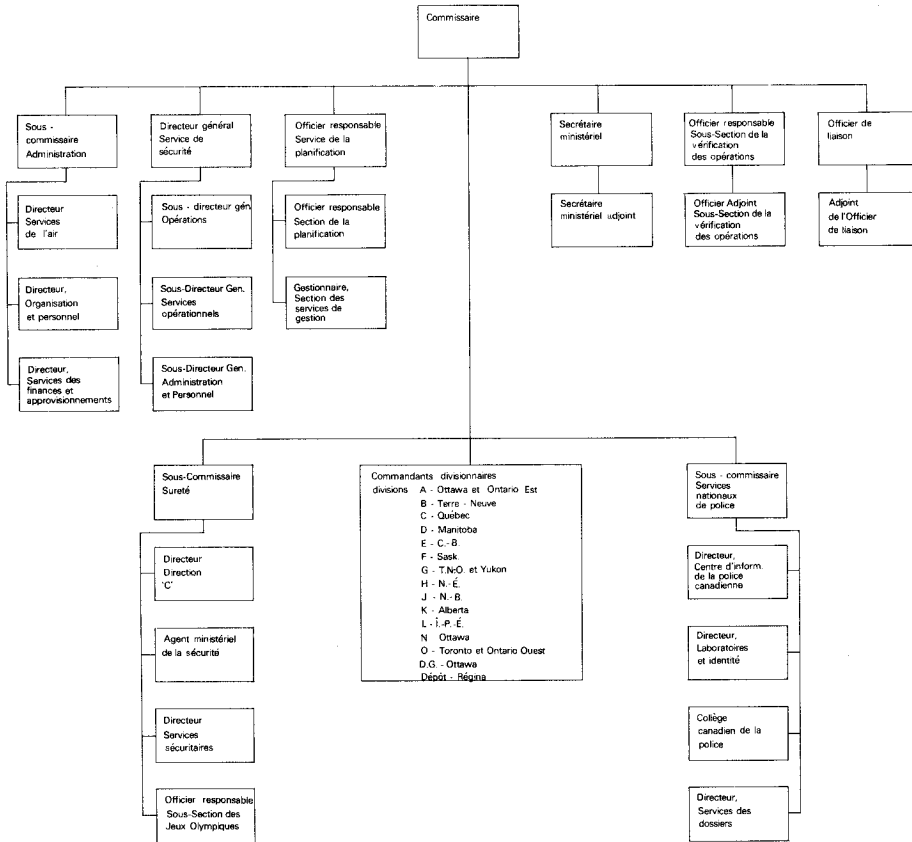 Commissaire
Sous -
commissaire
Administration
Directeur général
Service de
sécurité
Officier responsable
Service de la
planification
Secrétaire
ministériel
Officier responsable
Sous-Section de la
vérification
des opérations
Officier de
liaison
Directeur
Services
de l'air
Sous - directeur gén.
Opérations
Officier responsable
Section de la
planification
Secrétaire
ministériel adjoint
Officier Adjoint
Sous-Section de la
vérification
des opérations
Adjoint
de l'Officier
de liaison
Directeur,
Organisation
et personnel
Sous-Directeur Gen.
Services
opérationnels
Gestionnaire,
Section des
services de
gestion
Directeur,
Services des
finances et
approvisionnements
Sous-Directeur Gen.
Administration
et Personnel
Sous-Commissaire
Sureté
Commandants divisionnaires
divisions A - Ottawa et Ontario Est
B - Terre - Neuve
C - Québec
D - Manitoba
E - C.-B.
F - Sask.
G - T.N.-O. et Yukon
H - N.-É.
J - N.-B.
K - Alberta
L - Î.-P.-É.
N Ottawa
O - Toronto et Ontario Ouest
D.G. - Ottawa
Dépôt - Régina
Sous - commissaire
Services
nationaux
de police
Directeur
Direction
'C'
Agent ministériel
de la sécurité
Directeur
Services
sécuritaires
Officier responsable
Sous-Section des
Jeux Olympiques
Directeur,
Centre d'inform.
de la police
canadienne
Directeur,
Laboratoires
et identité
Collège
canadien de la
police
Directeur,
Services des
dossiers